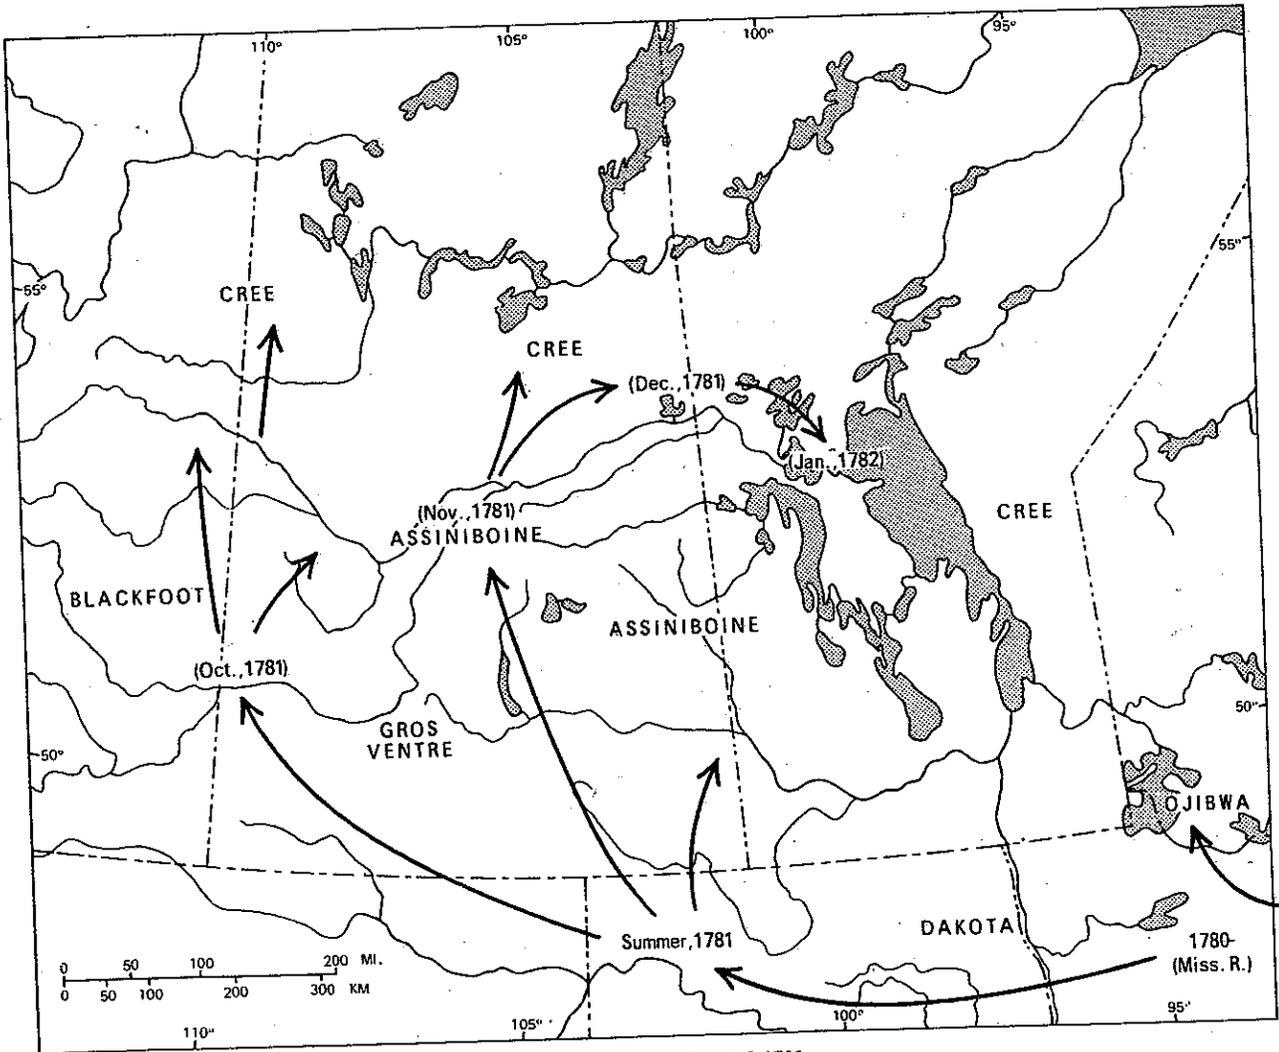 110°
105°
100°
95°
55°
55°
CREE
CREE
(Dec., 1781)
(Jan., 1782)
(Nov., 1781)
ASSINIBOINE
CREE
BLACKFOOT
ASSINIBOINE
(Oct., 1781)
50°
GROS
VENTRE
50°
OJIBWA
Summer, 1781
DAKOTA
1780-
(Miss. R.)
0 50 100 200 MI.
0 50 100 200 300 KM
110°
105°
100°
95°